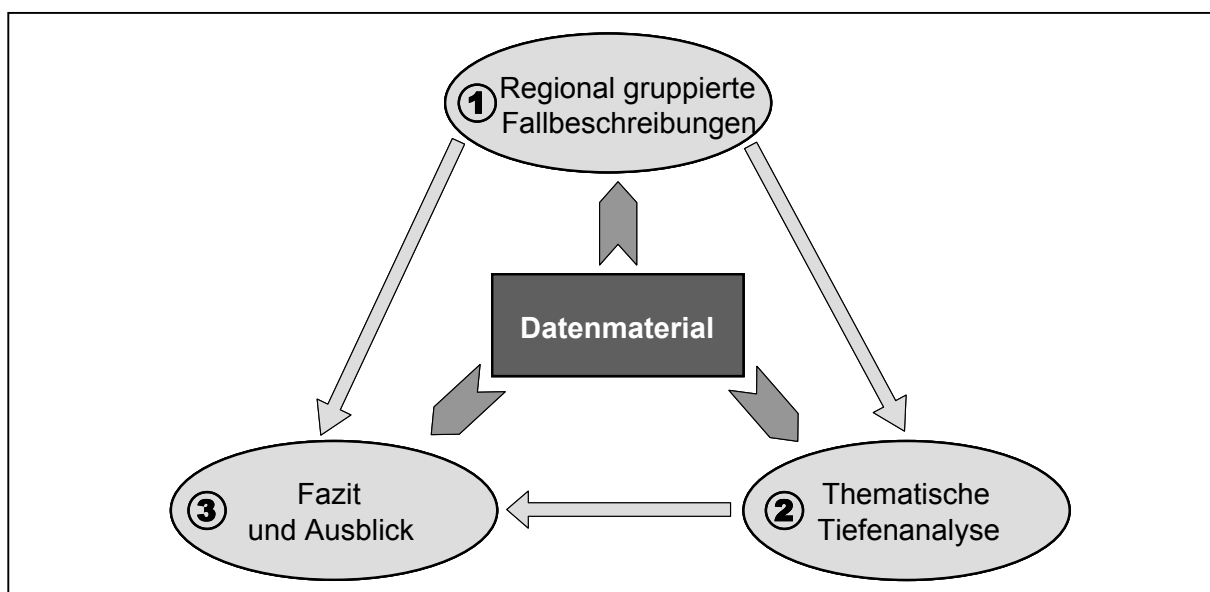 ① Regional gruppierte
Fallbeschreibungen
Datenmaterial
③ Fazit
und Ausblick
② Thematische
Tiefenanalyse